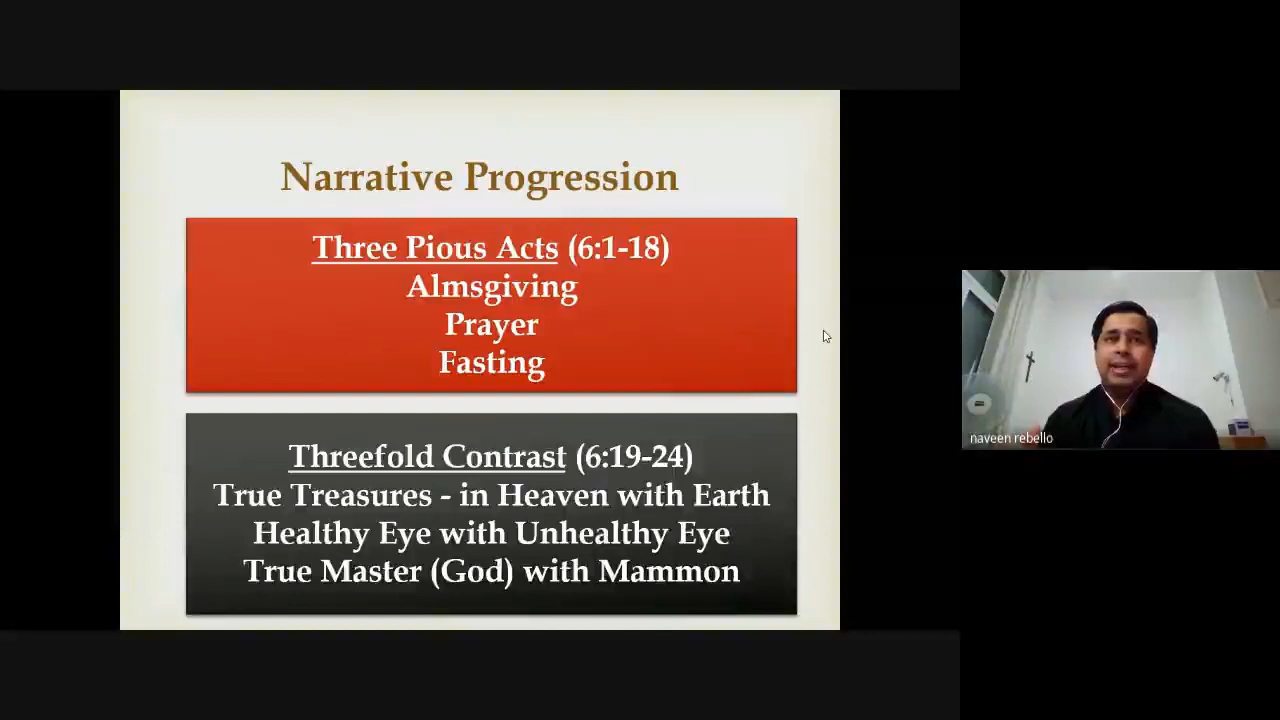 Narrative Progression
Three Pious Acts (6:1-18)
Almsgiving
Prayer
Fasting
Threefold Contrast (6:19-24)
True Treasures - in Heaven with Earth
Healthy Eye with Unhealthy Eye
True Master (God) with Mammon
naveen rebello